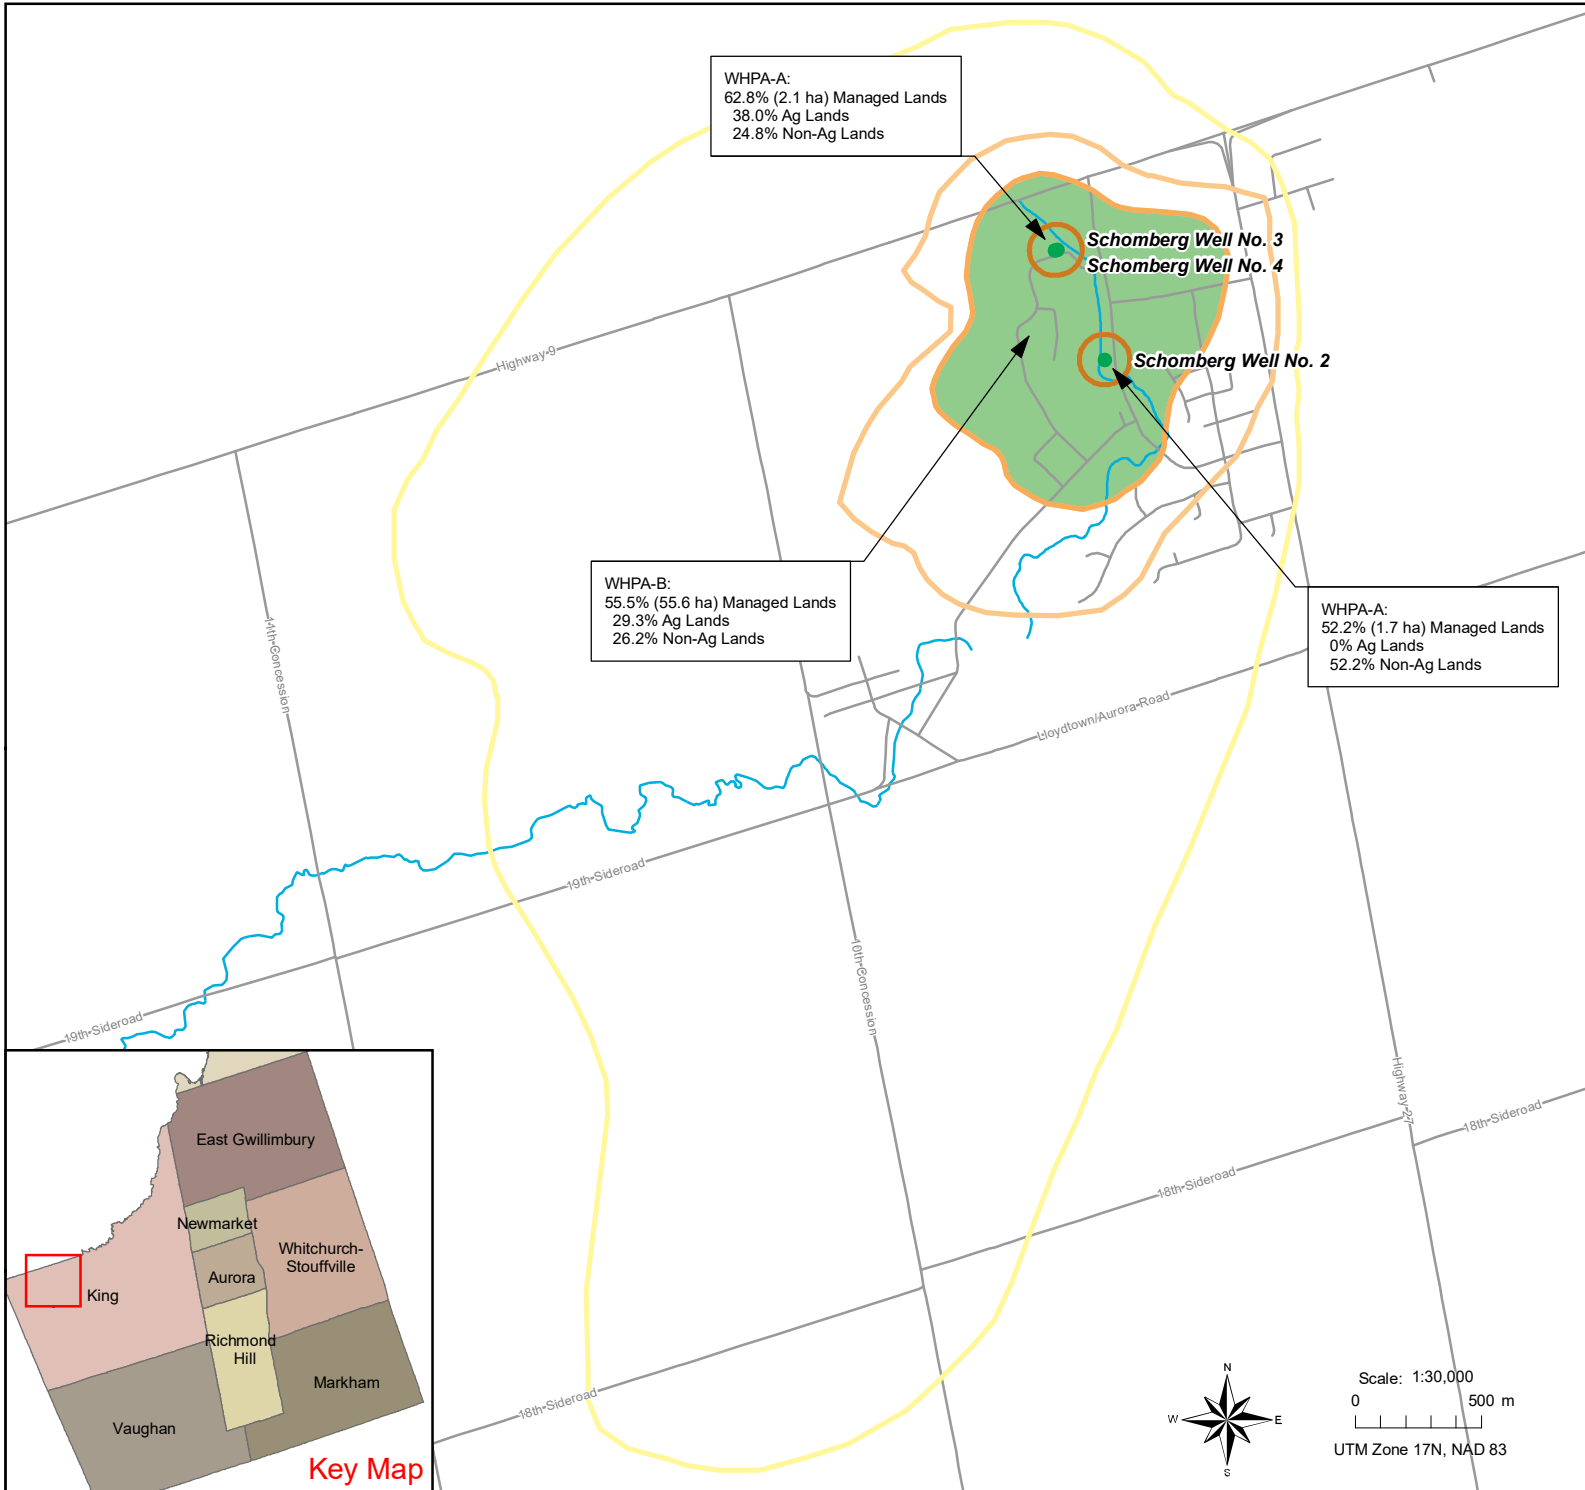 WHPA-A:
62.8% (2.1 ha) Managed Lands
38.0% Ag Lands
24.8% Non-Ag Lands
Schomberg Well No. 3
Schomberg Well No. 4
Schomberg Well No. 2
Highway 9
WHPA-B:
55.5% (55.6 ha) Managed Lands
29.3% Ag Lands
26.2% Non-Ag Lands
WHPA-A:
52.2% (1.7 ha) Managed Lands
0% Ag Lands
52.2% Non-Ag Lands
11th Concession
Lloydtown/Aurora Road
19th Sideroad
10th Concession
19th Sideroad
Highway 27
18th Sideroad
18th Sideroad
18th Sideroad
East Gwillimbury
Newmarket
Whitchurch-
Stouffville
Aurora
King
Richmond
Hill
Markham
Vaughan
Key Map
N
W
E
S
Scale: 1:30,000
0 500 m
UTM Zone 17N, NAD 83